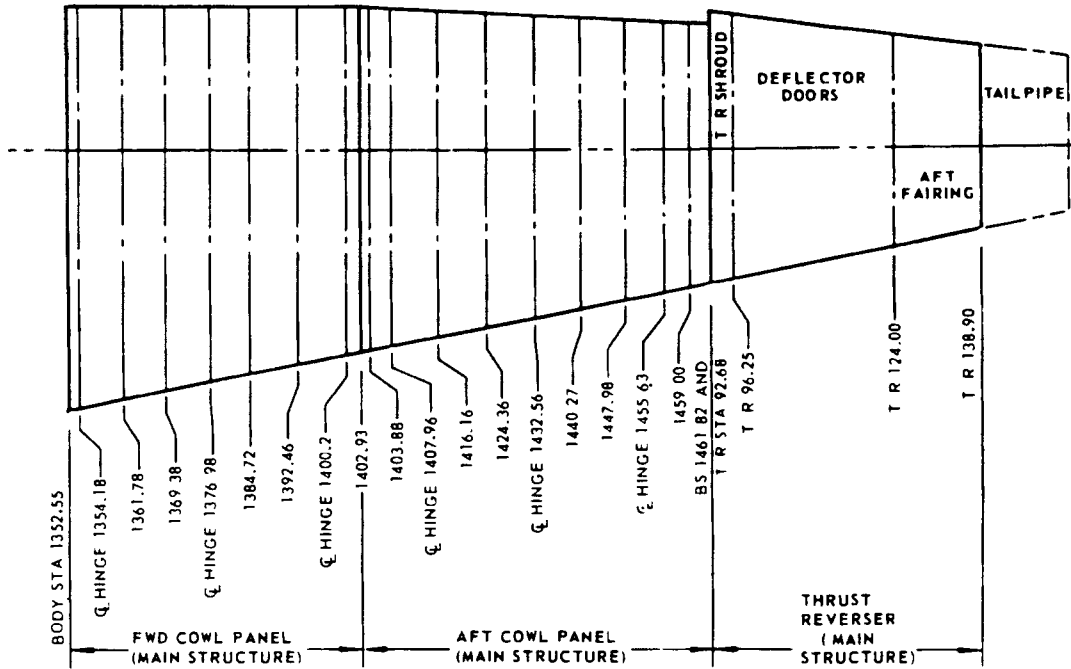 T R SHROUD
DEFLECTOR
DOORS
TAILPIPE
AFT
FAIRING
BODY STA 1352.55
℄ HINGE 1354.18
1361.78
1369 38
℄ HINGE 1376 98
1384.72
1392.46
℄ HINGE 1400.2
1402.93
1403.88
℄ HINGE 1407.96
1416.16
1424.36
℄ HINGE 1432.56
1440 27
1447.98
℄ HINGE 1455 63
1459 00
BS 1461 82 AND
T R STA 92.68
T R 96.25
T R 124.00
T R 138.90
FWD COWL PANEL
(MAIN STRUCTURE)
AFT COWL PANEL
(MAIN STRUCTURE)
THRUST
REVERSER
(MAIN
STRUCTURE)